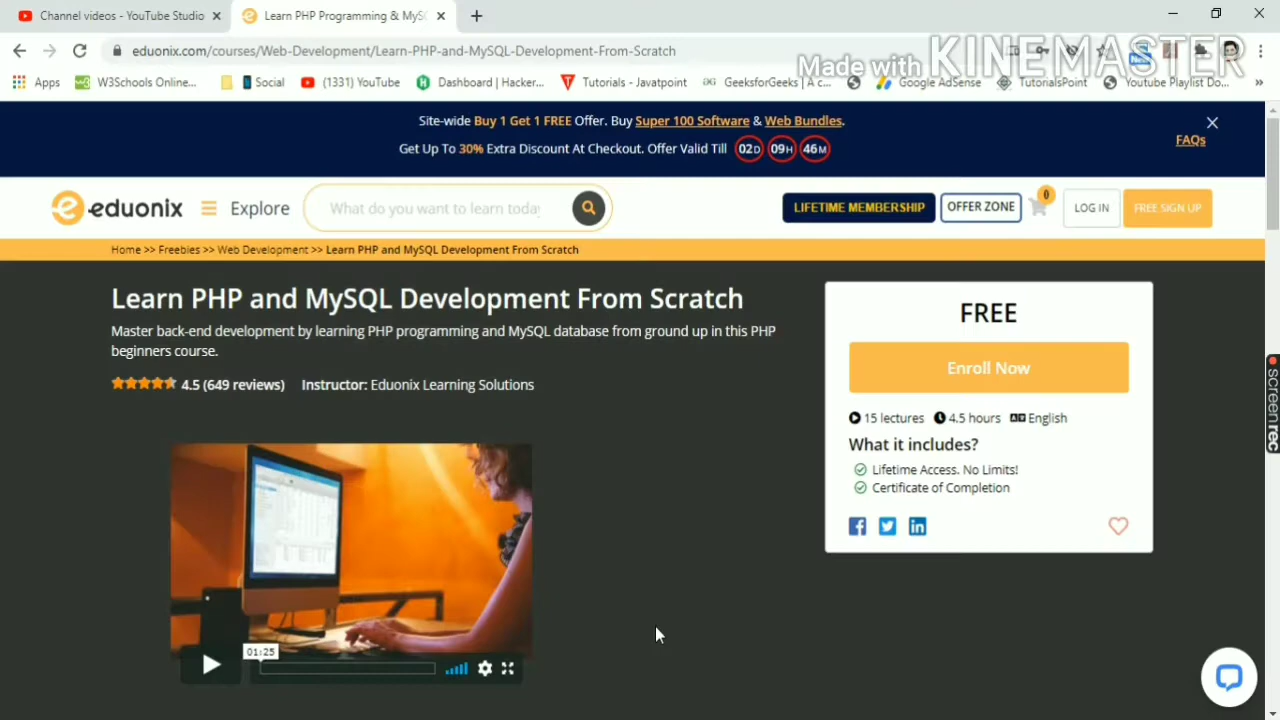 Channel videos - YouTube Studio
Learn PHP Programming & MyS
eduonix.com/courses/Web-Development/Learn-PHP-and-MySQL-Development-From-Scratch
Made with KINEMASTER
Apps
W3Schools Online...
Social
(1331) YouTube
Dashboard | Hacker...
Tutorials - Javatpoint
GeeksforGeeks | A c...
Google AdSense
TutorialsPoint
Youtube Playlist Do...
Site-wide Buy 1 Get 1 FREE Offer. Buy Super 100 Software & Web Bundles.
Get Up To 30% Extra Discount At Checkout. Offer Valid Till 02D 09H 46M
FAQs
eduonix
Explore
What do you want to learn today
LIFETIME MEMBERSHIP
OFFER ZONE
0
LOG IN
FREE SIGN UP
Home >> Freebies >> Web Development >> Learn PHP and MySQL Development From Scratch
Learn PHP and MySQL Development From Scratch
Master back-end development by learning PHP programming and MySQL database from ground up in this PHP
beginners course.
4.5 (649 reviews) Instructor: Eduonix Learning Solutions
FREE
Enroll Now
15 lectures 4.5 hours English
What it includes?
Lifetime Access. No Limits!
Certificate of Completion
01:25
screenrec